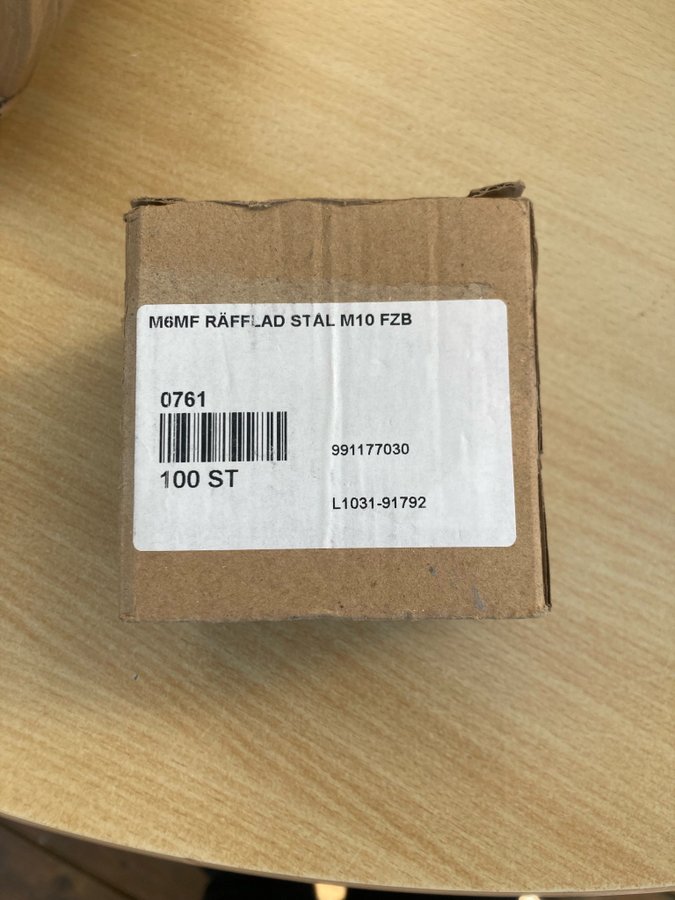 M6MF RÄFFLAD STÅL M10 FZB
0761
991177030
100 ST
L1031-91792